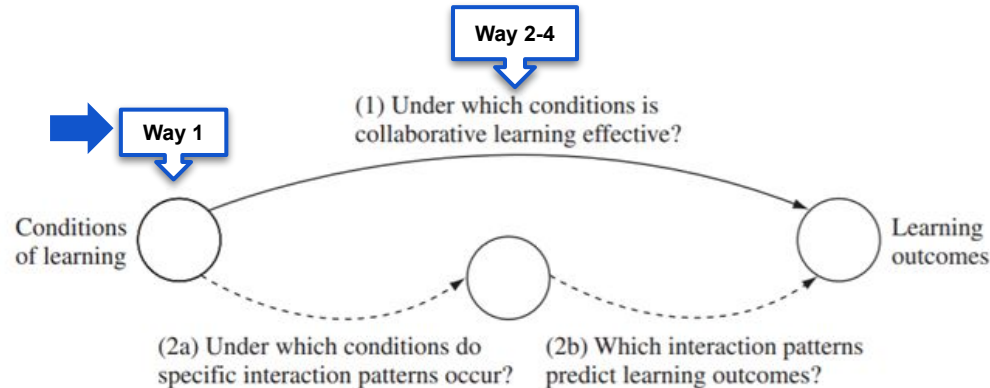 Way 2-4
(1) Under which conditions is
collaborative learning effective?
Way 1
Conditions
of learning
Learning
outcomes
(2a) Under which conditions do
specific interaction patterns occur?
(2b) Which interaction patterns
predict learning outcomes?